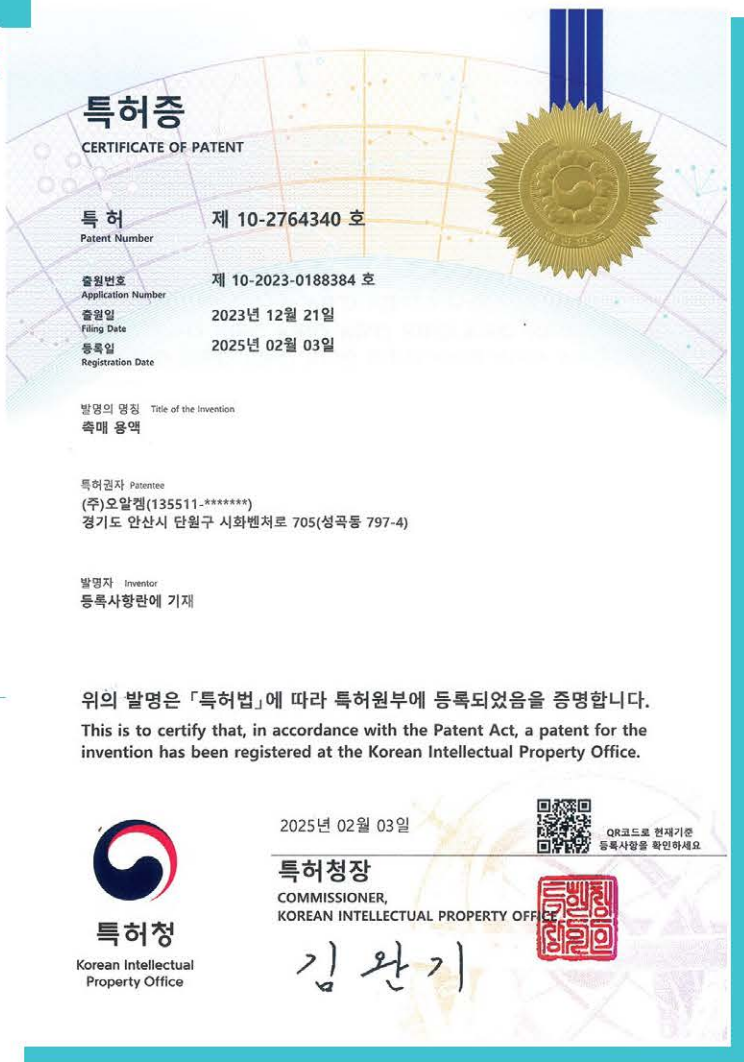 특허증
CERTIFICATE OF PATENT
특 허 제 10-2764340 호
Patent Number
출원번호 제 10-2023-0188384 호
Application Number
출원일 2023년 12월 21일
Filing Date
등록일 2025년 02월 03일
Registration Date
발명의 명칭 Title of the Invention
촉매 용액
특허권자 Patentee
(주)오알켐(135511-*******)
경기도 안산시 단원구 시화벤처로 705(성곡동 797-4)
발명자 Inventor
등록사항란에 기재
위의 발명은 「특허법」에 따라 특허원부에 등록되었음을 증명합니다.
This is to certify that, in accordance with the Patent Act, a patent for the
invention has been registered at the Korean Intellectual Property Office.
2025년 02월 03일
QR코드로 현재기준
등록사항을 확인하세요
특허청장
COMMISSIONER,
KOREAN INTELLECTUAL PROPERTY OFFICE
김완기
특허청
Korean Intellectual
Property Office